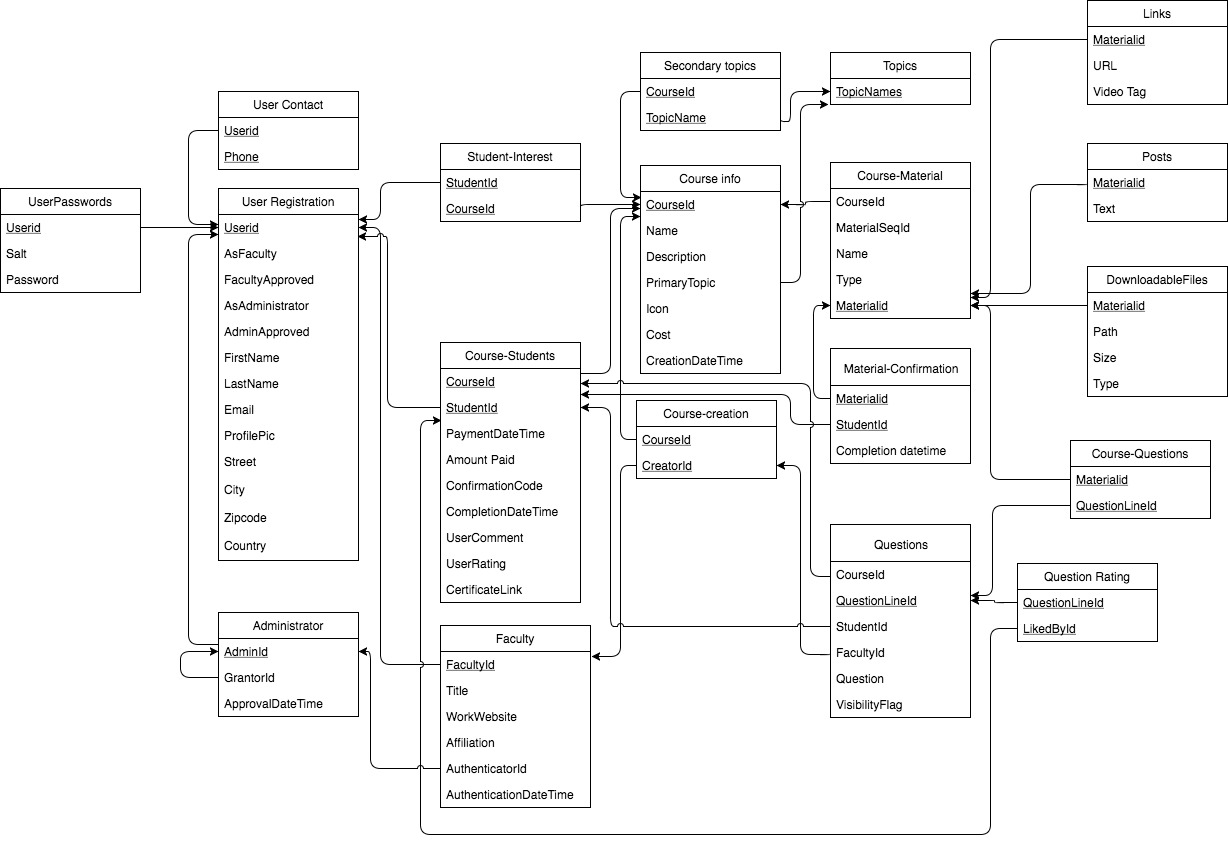 Links
Materialid
URL
Video Tag
Secondary topics
CourseId
TopicName
Topics
TopicNames
User Contact
Userid
Phone
Student-Interest
StudentId
CourseId
Posts
Materialid
Text
Course info
CourseId
Name
Description
PrimaryTopic
Icon
Cost
CreationDateTime
Course-Material
CourseId
MaterialSeqId
Name
Type
Materialid
UserPasswords
Userid
Salt
Password
User Registration
Userid
AsFaculty
FacultyApproved
AsAdministrator
AdminApproved
FirstName
LastName
Email
ProfilePic
Street
City
Zipcode
Country
DownloadableFiles
Materialid
Path
Size
Type
Course-Students
CourseId
StudentId
PaymentDateTime
Amount Paid
ConfirmationCode
CompletionDateTime
UserComment
UserRating
CertificateLink
Material-Confirmation
Materialid
StudentId
Completion datetime
Course-creation
CourseId
CreatorId
Course-Questions
Materialid
QuestionLineId
Questions
CourseId
QuestionLineId
StudentId
FacultyId
Question
VisibilityFlag
Question Rating
QuestionLineId
LikedById
Administrator
AdminId
GrantorId
ApprovalDateTime
Faculty
FacultyId
Title
WorkWebsite
Affiliation
AuthenticatorId
AuthenticationDateTime